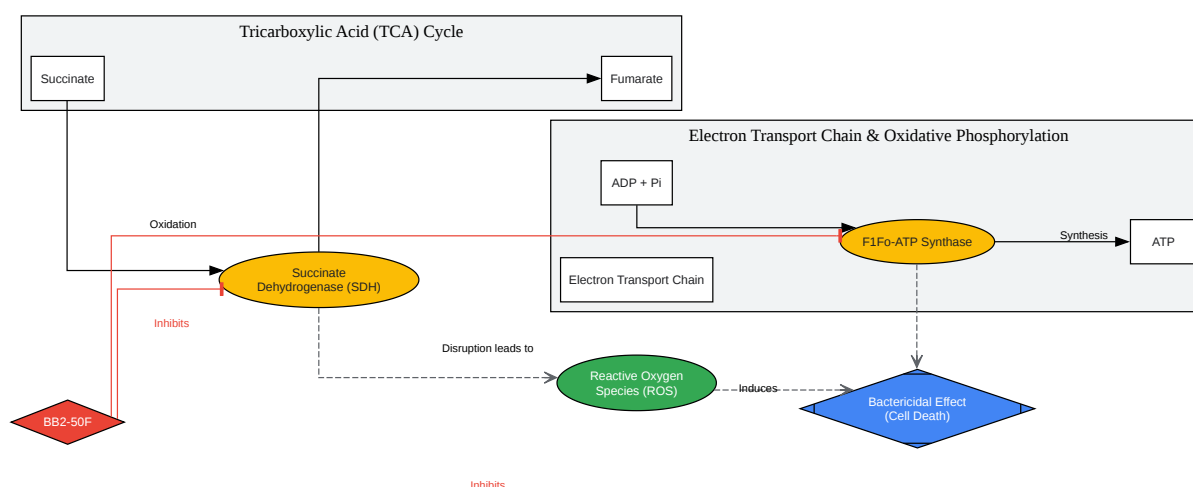 Tricarboxylic Acid (TCA) Cycle
Succinate
Fumarate
Electron Transport Chain & Oxidative Phosphorylation
ADP + Pi
Oxidation
F1Fo-ATP Synthase
Synthesis
ATP
Succinate
Dehydrogenase (SDH)
Electron Transport Chain
Inhibits
Disruption leads to
Reactive Oxygen
Species (ROS)
Induces
Bactericidal Effect
(Cell Death)
BB2-50F
Inhibits